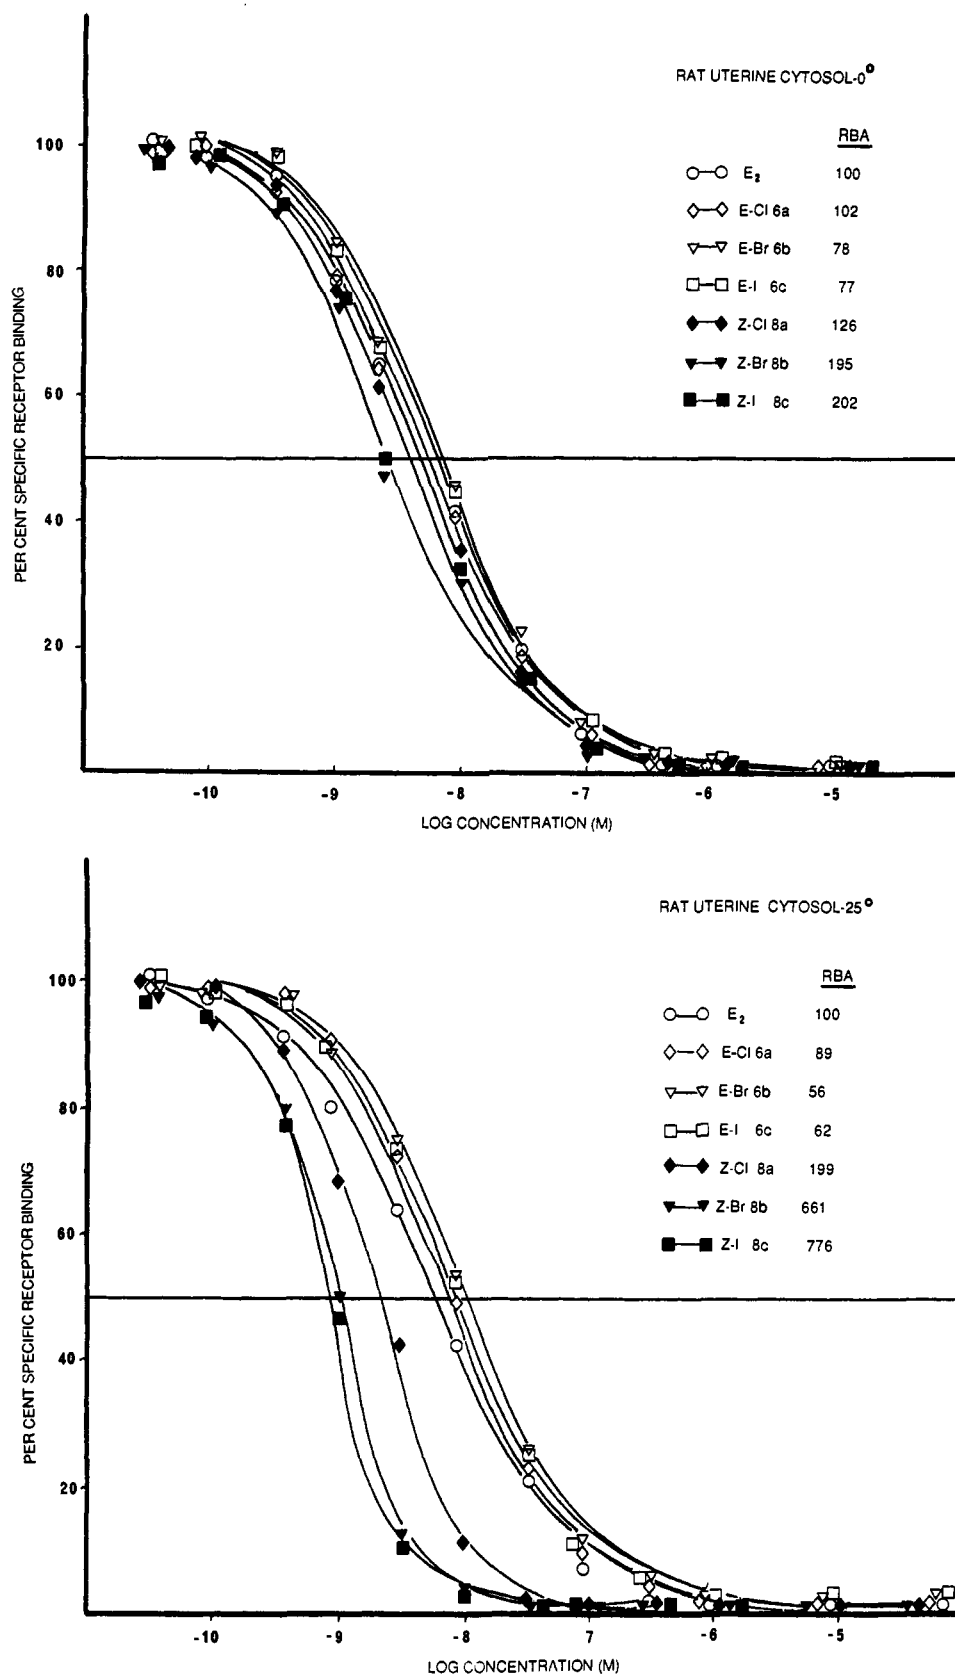 RAT UTERINE CYTOSOL-0°
RBA
E₂ 100
E-Cl 6a 102
E-Br 6b 78
E-I 6c 77
Z-Cl 8a 126
Z-Br 8b 195
Z-I 8c 202
PER CENT SPECIFIC RECEPTOR BINDING
100
80
60
40
20
-10 -9 -8 -7 -6 -5
LOG CONCENTRATION (M)
RAT UTERINE CYTOSOL-25°
RBA
E₂ 100
E-Cl 6a 89
E-Br 6b 56
E-I 6c 62
Z-Cl 8a 199
Z-Br 8b 661
Z-I 8c 776
PER CENT SPECIFIC RECEPTOR BINDING
100
80
60
40
20
-10 -9 -8 -7 -6 -5
LOG CONCENTRATION (M)